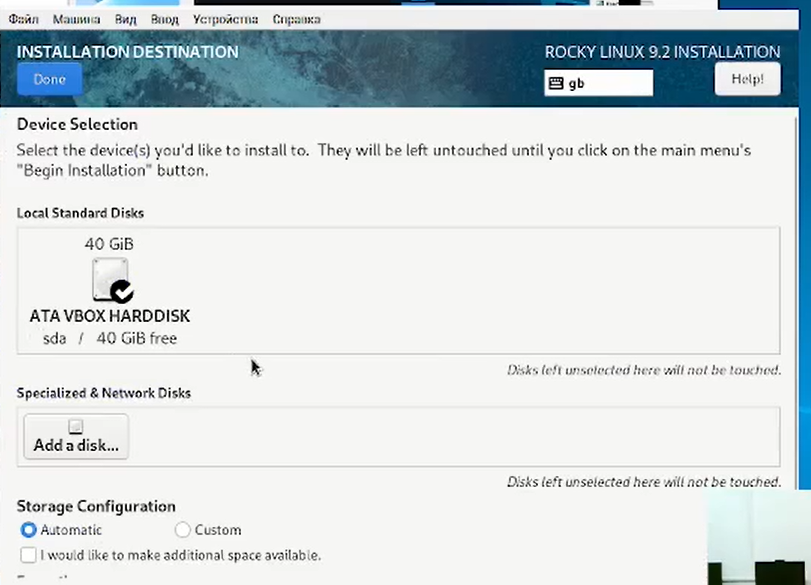 Файл Машина Вид Ввод Устройства Справка
INSTALLATION DESTINATION
ROCKY LINUX 9.2 INSTALLATION
Done
gb
Help!
Device Selection
Select the device(s) you'd like to install to. They will be left untouched until you click on the main menu's
"Begin Installation" button.
Local Standard Disks
40 GiB
ATA VBOX HARDDISK
sda / 40 GiB free
Disks left unselected here will not be touched.
Specialized & Network Disks
Add a disk...
Disks left unselected here will not be touched.
Storage Configuration
Automatic
Custom
I would like to make additional space available.